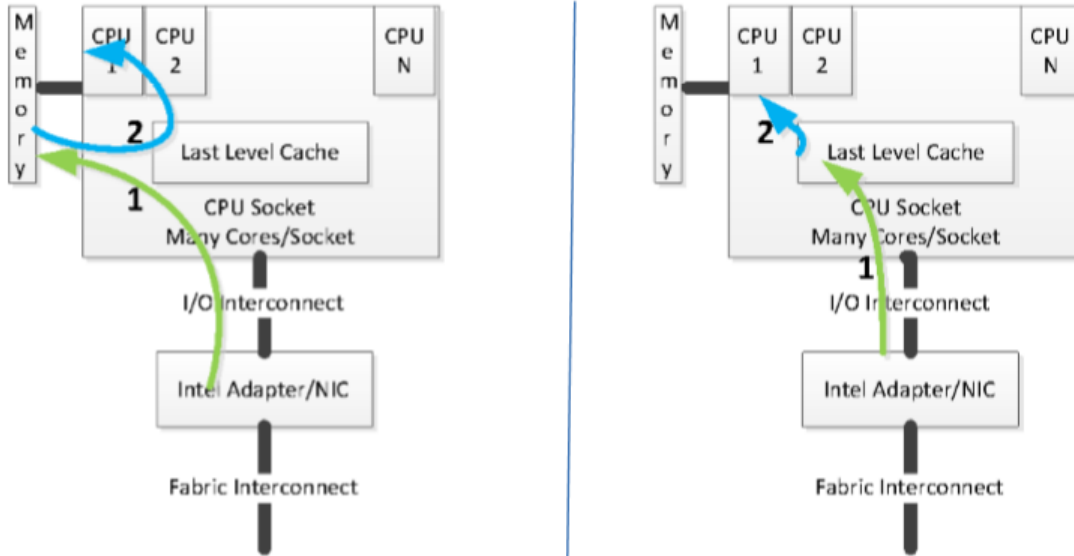 Memory
CPU
1
CPU
2
CPU
N
2
Last Level Cache
1
CPU Socket
Many Cores/Socket
I/O Interconnect
Intel Adapter/NIC
Fabric Interconnect
Memory
CPU
1
CPU
2
CPU
N
2
Last Level Cache
CPU Socket
Many Cores/Socket
1
I/O Interconnect
Intel Adapter/NIC
Fabric Interconnect